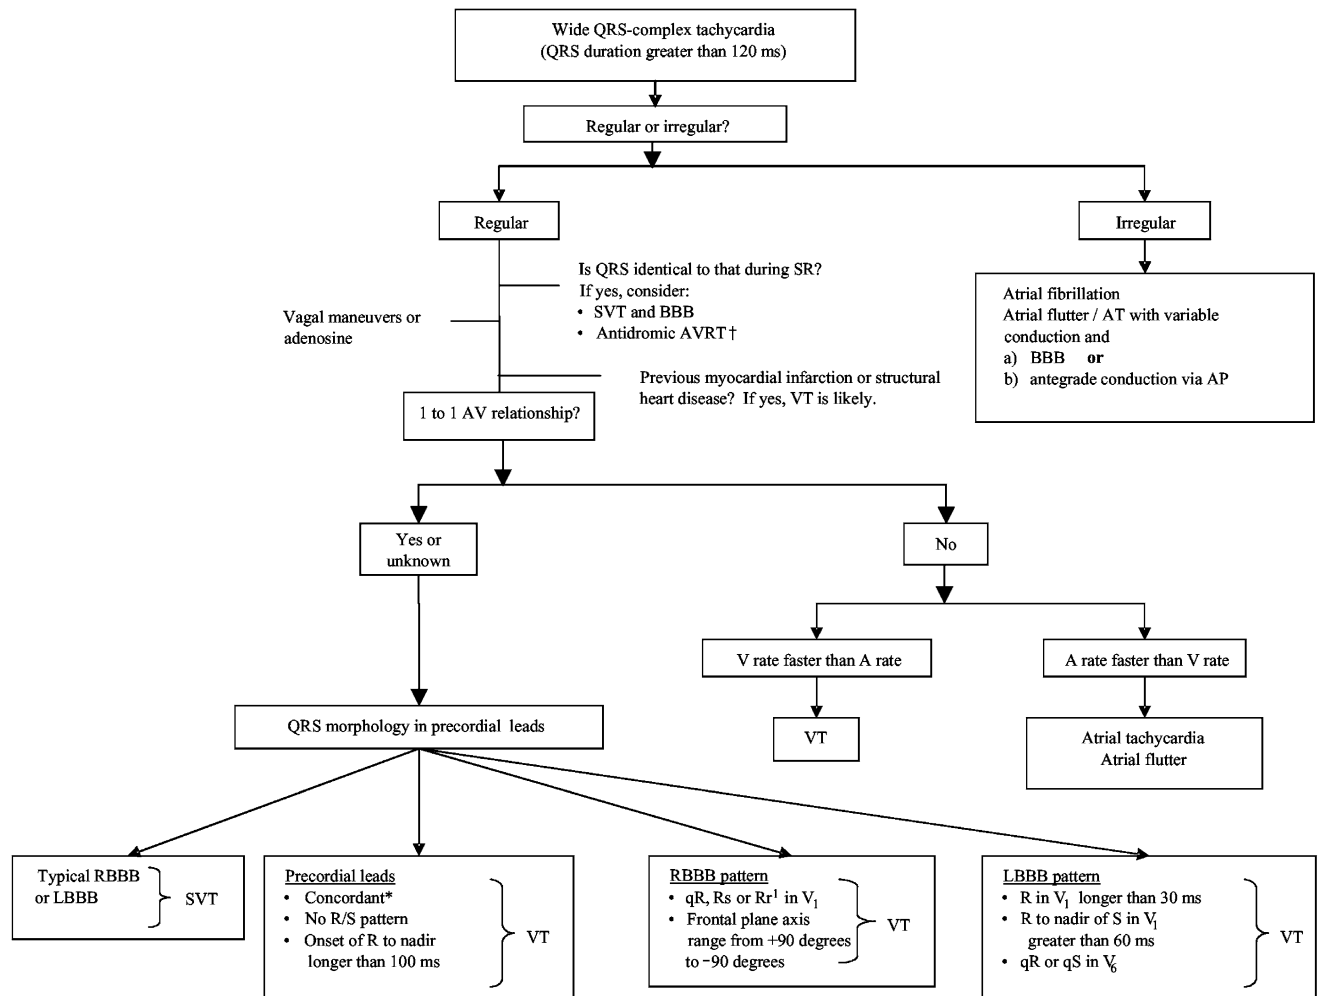 Wide QRS-complex tachycardia
(QRS duration greater than 120 ms)
Regular or irregular?
Regular
Irregular
Is QRS identical to that during SR?
If yes, consider:
• SVT and BBB
• Antidromic AVRT†
Vagal maneuvers or
adenosine
Previous myocardial infarction or structural
heart disease? If yes, VT is likely.
Atrial fibrillation
Atrial flutter / AT with variable
conduction and
a) BBB or
b) antegrade conduction via AP
1 to 1 AV relationship?
Yes or
unknown
No
V rate faster than A rate
A rate faster than V rate
QRS morphology in precordial leads
VT
Atrial tachycardia
Atrial flutter
Typical RBBB
or LBBB
SVT
Precordial leads
• Concordant*
• No R/S pattern
• Onset of R to nadir
longer than 100 ms
VT
RBBB pattern
• qR, Rs or Rr¹ in V₁
• Frontal plane axis
range from +90 degrees
to −90 degrees
VT
LBBB pattern
• R in V₁ longer than 30 ms
• R to nadir of S in V₁
greater than 60 ms
• qR or qS in V₆
VT